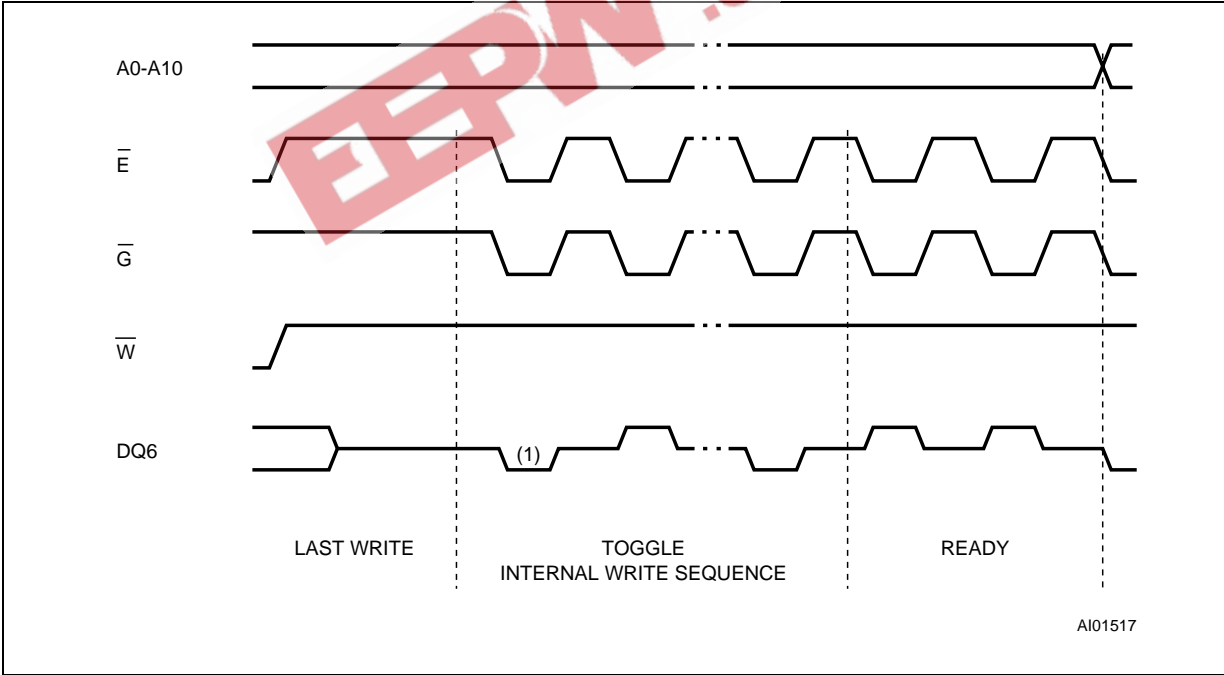 EEPW
A0-A10
E
G
W
DQ6
(1)
LAST WRITE
TOGGLE
INTERNAL WRITE SEQUENCE
READY
AI01517